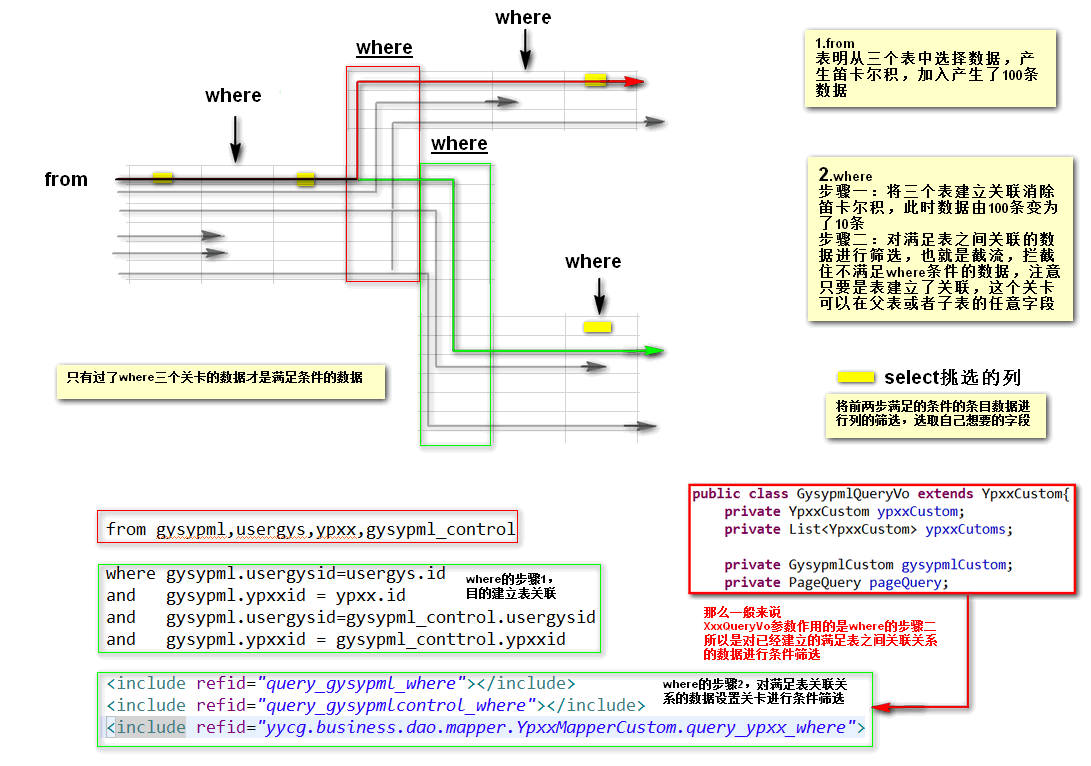 where
where
where
where
from
where
1.from
表明从三个表中选择数据，产
生笛卡尔积，加入产生了100条
数据
2.where
步骤一：将三个表建立关联消除
笛卡尔积，此时数据由100条变为
了10条
步骤二：对满足表之间关联的数
据进行筛选，也就是截流，拦截
住不满足where条件的数据，注意
只要是表建立了关联，这个关卡
可以在父表或者子表的任意字段
只有过了where三个关卡的数据才是满足条件的数据
select挑选的列
将前两步满足的条件的条目数据进
行列的筛选，选取自己想要的字段
from gysypml,usergys,ypxx,gysypml_control
where gysypml.usergysid=usergys.id
and   gysypml.ypxxid = ypxx.id
and   gysypml.usergysid=gysypml_control.usergysid
and   gysypml.ypxxid = gysypml_conttrol.ypxxid
where的步骤1，
目的建立表关联
public class GysypmlQueryVo extends YpxxCustom{
private YpxxCustom ypxxCustom;
private List<YpxxCustom> ypxxCutoms;
private GysypmlCustom gysypmlCustom;
private PageQuery pageQuery;
那么一般来说
XxxQueryVo参数作用的是where的步骤二
所以是对已经建立的满足表之间关联关系
的数据进行条件筛选
<include refid="query_gysypml_where"></include>
<include refid="query_gysypmlcontrol_where"></include>
<include refid="yycg.business.dao.mapper.YpxxMapperCustom.query_ypxx_where">
where的步骤2，对满足表关联关
系的数据设置关卡进行条件筛选